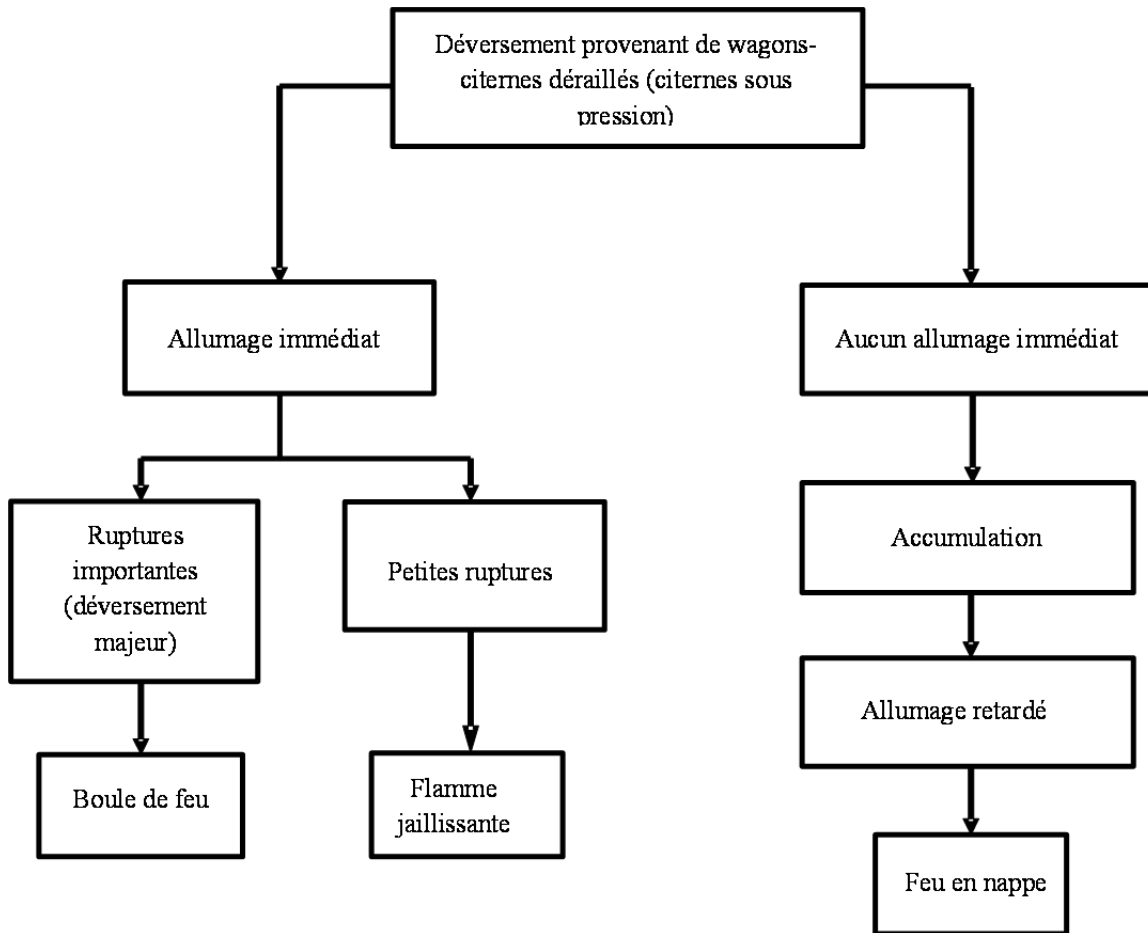 Déversement provenant de wagons-
citernes déraillés (citernes sous
pression)
Allumage immédiat
Aucun allumage immédiat
Ruptures
importantes
(déversement
majeur)
Petites ruptures
Accumulation
Allumage retardé
Boule de feu
Flamme
jaillissante
Feu en nappe